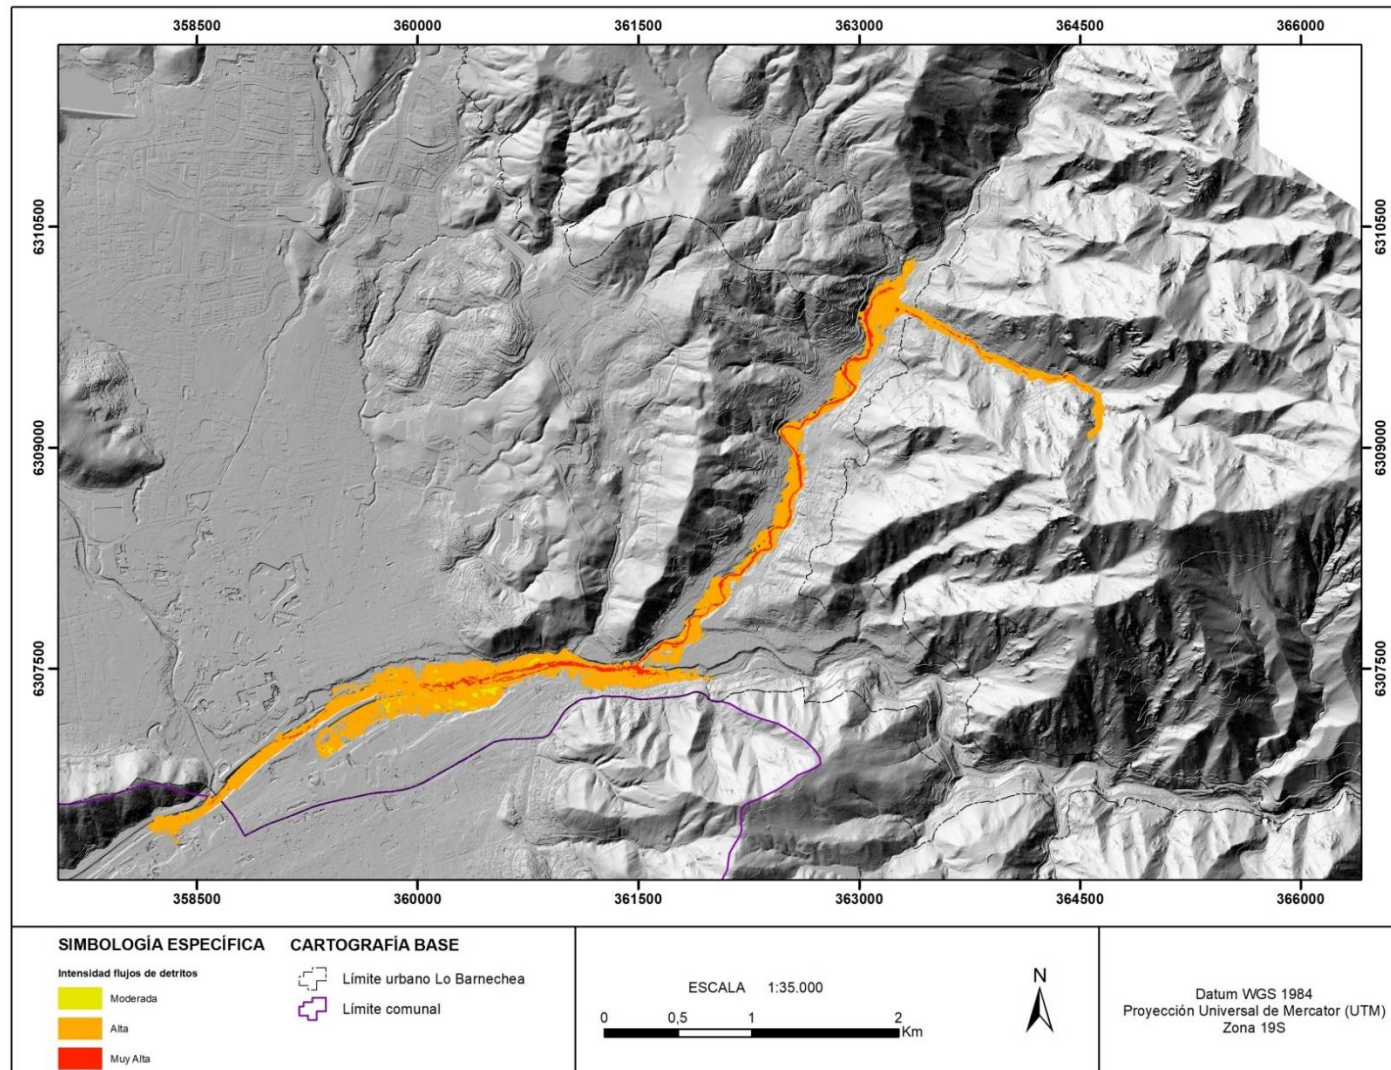 358500 360000 361500 363000 364500 366000
6310500 6310500
6309000 6309000
6307500 6307500
358500 360000 361500 363000 364500 366000
SIMBOLOGÍA ESPECÍFICA
Intensidad flujos de detritos
Moderada
Alta
Muy Alta
CARTOGRAFÍA BASE
Límite urbano Lo Barnechea
Límite comunal
ESCALA 1:35.000
0 0,5 1 2
Km
N
Datum WGS 1984
Proyección Universal de Mercator (UTM)
Zona 19S